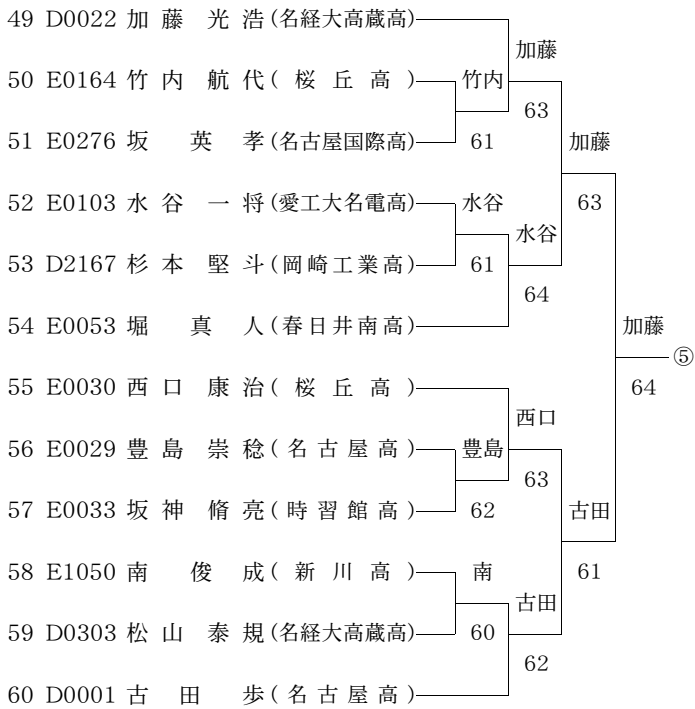 49 D0022 加藤 光浩(名経大高蔵高)
加藤
50 E0164 竹内 航代(桜丘高) 竹内
63
51 E0276 坂 英孝(名古屋国際高) 61 加藤
52 E0103 水谷 一将(愛工大名電高) 水谷 63
水谷
53 D2167 杉本 堅斗(岡崎工業高) 61
64
54 E0053 堀 真人(春日井南高) 加藤
⑤
55 E0030 西口 康治(桜丘高) 64
西口
56 E0029 豊島 崇稔(名古屋高) 豊島
63
57 E0033 坂神 脩亮(時習館高) 62 古田
58 E1050 南 俊成(新川高) 南 61
古田
59 D0303 松山 泰規(名経大高蔵高) 60
62
60 D0001 古田 歩(名古屋高)